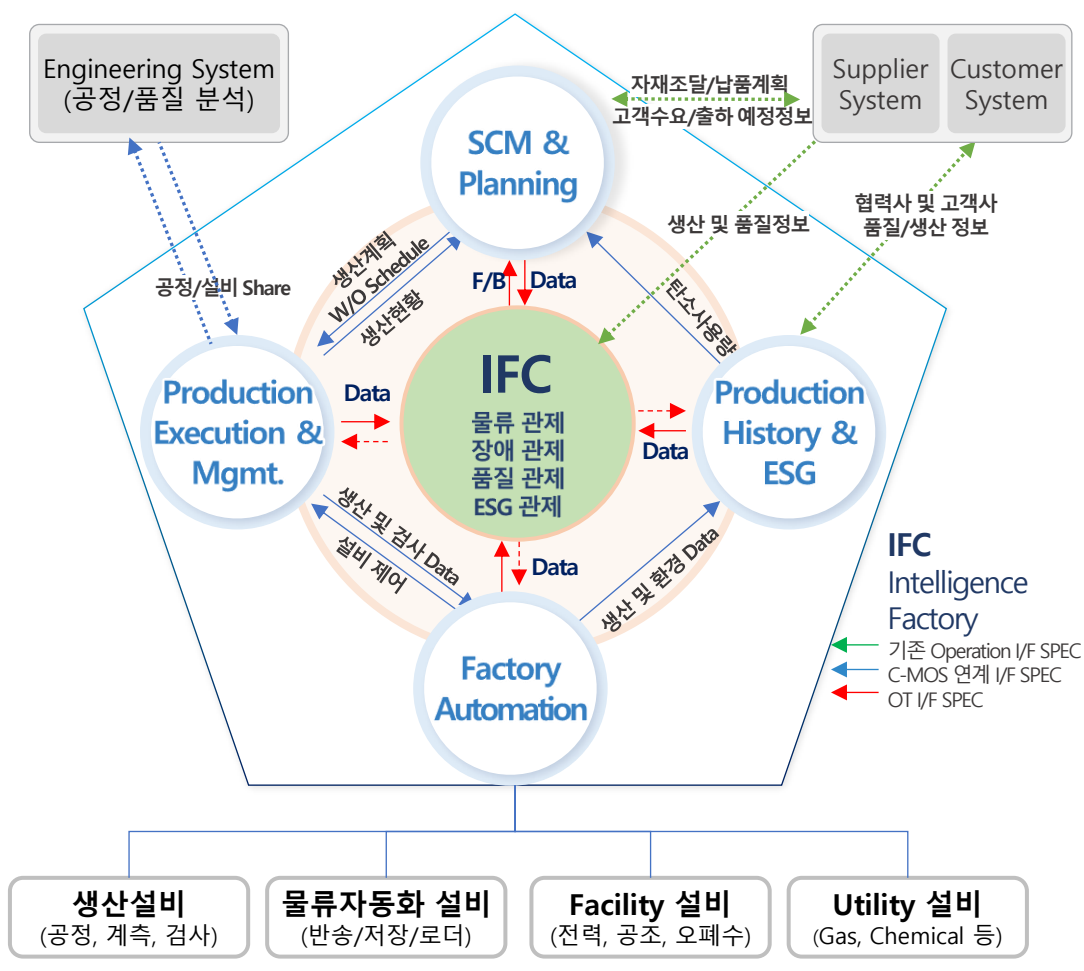 Engineering System
(공정/품질 분석)
Supplier
System
Customer
System
자재조달/납품계획
고객수요/출하 예정정보
SCM &
Planning
생산 및 품질정보
협력사 및 고객사
품질/생산 정보
공정/설비 Share
생산계획
W/O Schedule
생산현황
F/B
Data
탄소사용량
Production
Execution &
Mgmt.
Data
IFC
물류 관제
장애 관제
품질 관제
ESG 관제
Data
Production
History &
ESG
생산 및 검사 Data
설비 제어
Data
생산 및 환경 Data
Factory
Automation
IFC
Intelligence
Factory
기존 Operation I/F SPEC
C-MOS 연계 I/F SPEC
OT I/F SPEC
생산설비
(공정, 계측, 검사)
물류자동화 설비
(반송/저장/로더)
Facility 설비
(전력, 공조, 오폐수)
Utility 설비
(Gas, Chemical 등)